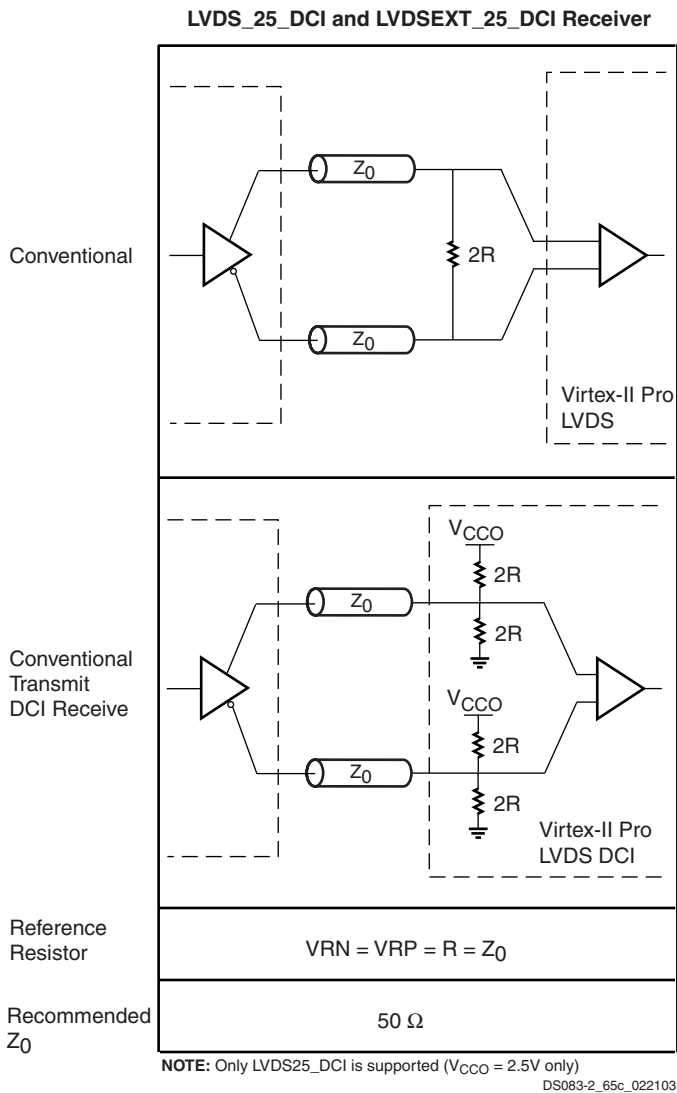 LVDS_25_DCI and LVDSEXT_25_DCI Receiver
Conventional
Z0
2R
Z0
Virtex-II Pro
LVDS
Conventional
Transmit
DCI Receive
VCCO
2R
Z0
2R
VCCO
2R
Z0
2R
Virtex-II Pro
LVDS DCI
Reference
Resistor
VRN = VRP = R = Z0
Recommended
Z0
50 Ω
NOTE: Only LVDS25_DCI is supported (VCCO = 2.5V only)
DS083-2_65c_022103